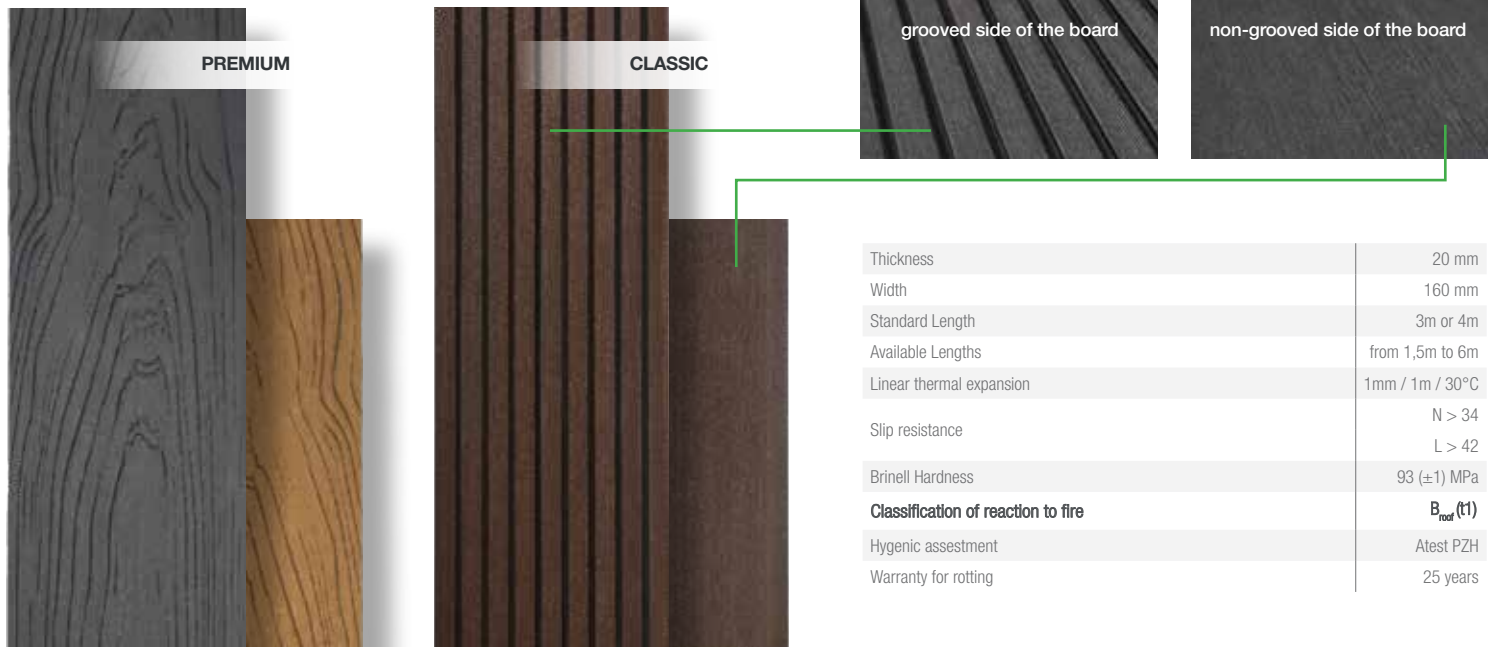 PREMIUM
CLASSIC
grooved side of the board
non-grooved side of the board
Thickness 20 mm
Width 160 mm
Standard Length 3m or 4m
Available Lengths from 1,5m to 6m
Linear thermal expansion 1mm / 1m / 30°C
Slip resistance N > 34
L > 42
Brinell Hardness 93 (±1) MPa
Classification of reaction to fire Broof (t1)
Hygenic assestment Atest PZH
Warranty for rotting 25 years